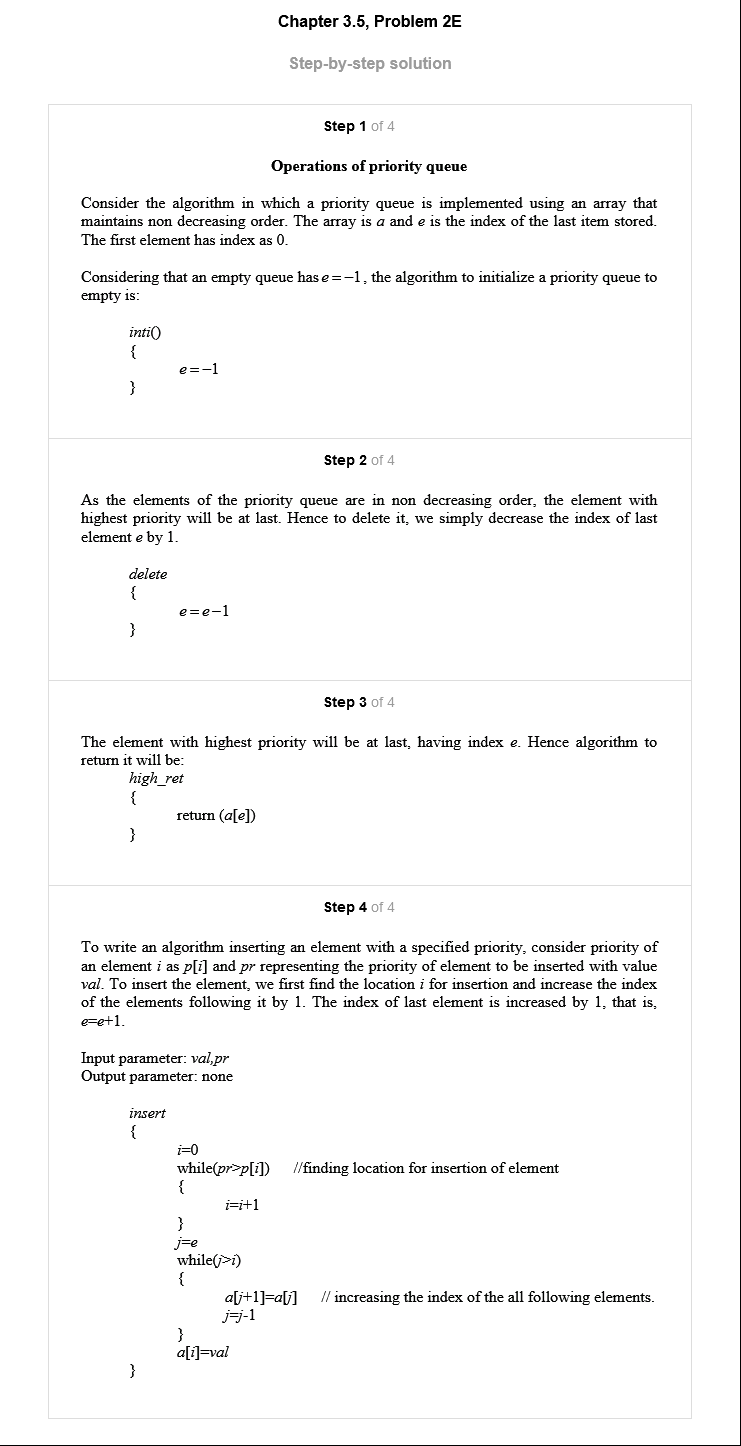 Chapter 3.5, Problem 2E
Step-by-step solution
Step 1 of 4
Operations of priority queue
Consider the algorithm in which a priority queue is implemented using an array that
maintains non decreasing order. The array is a and e is the index of the last item stored.
The first element has index as 0.
Considering that an empty queue has e=−1, the algorithm to initialize a priority queue to
empty is:
inti()
{
e=−1
}
Step 2 of 4
As the elements of the priority queue are in non decreasing order, the element with
highest priority will be at last. Hence to delete it, we simply decrease the index of last
element e by 1.
delete
{
e=e−1
}
Step 3 of 4
The element with highest priority will be at last, having index e. Hence algorithm to
return it will be:
high_ret
{
return (a[e])
}
Step 4 of 4
To write an algorithm inserting an element with a specified priority, consider priority of
an element i as p[i] and pr representing the priority of element to be inserted with value
val. To insert the element, we first find the location i for insertion and increase the index
of the elements following it by 1. The index of last element is increased by 1, that is,
e=e+1.
Input parameter: val,pr
Output parameter: none
insert
{
i=0
while(pr>p[i]) //finding location for insertion of element
{
i=i+1
}
j=e
while(j>i)
{
a[j+1]=a[j] // increasing the index of the all following elements.
j=j-1
}
a[i]=val
}